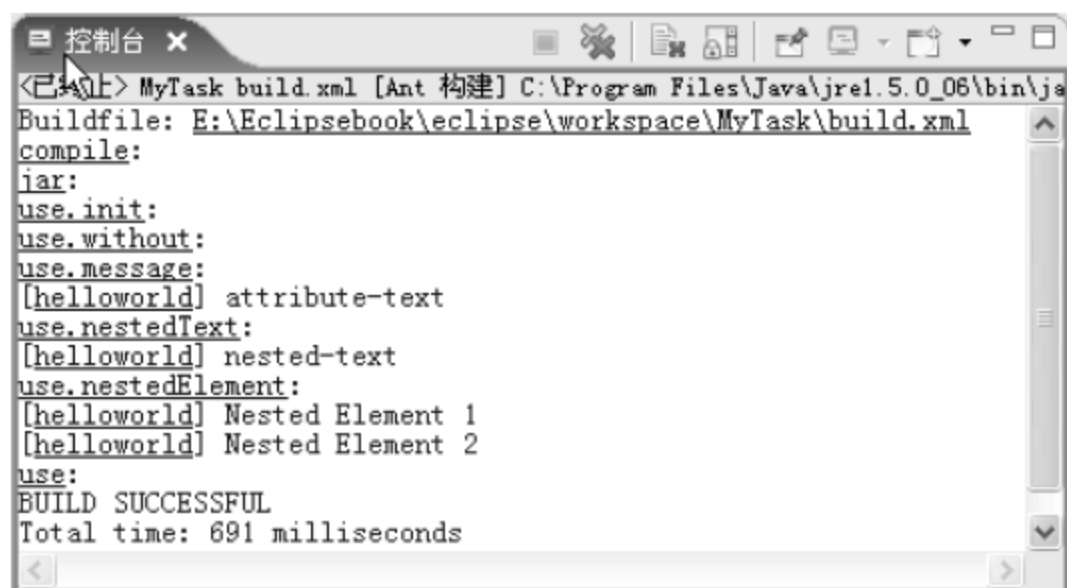 控制台
<已终止> MyTask build.xml [Ant 构建] C:\Program Files\Java\jre1.5.0_06\bin\ja
Buildfile: E:\Eclipsebook\eclipse\workspace\MyTask\build.xml
compile:
jar:
use.init:
use.without:
use.message:
[helloworld] attribute-text
use.nestedText:
[helloworld] nested-text
use.nestedElement:
[helloworld] Nested Element 1
[helloworld] Nested Element 2
use:
BUILD SUCCESSFUL
Total time: 691 milliseconds